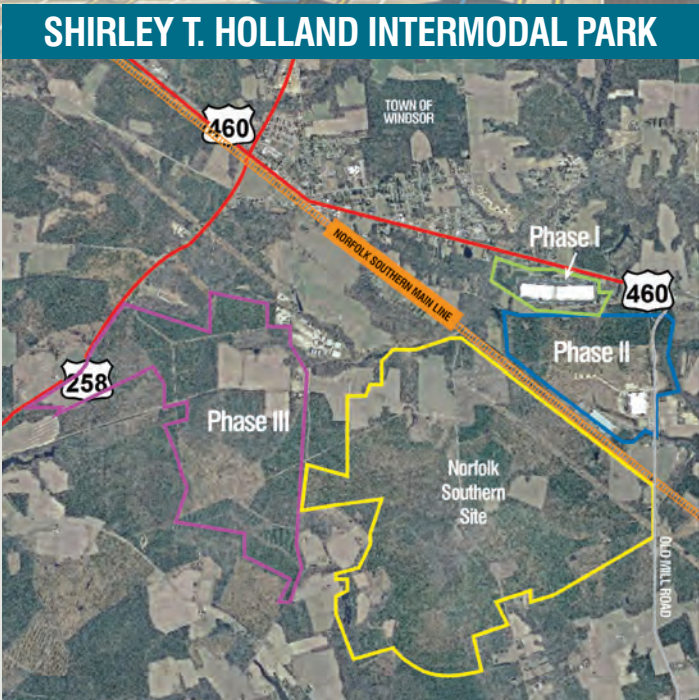 SHIRLEY T. HOLLAND INTERMODAL PARK
460
TOWN OF
WINDSOR
Phase I
NORFOLK SOUTHERN MAIN LINE
460
Phase II
258
Phase III
Norfolk
Southern
Site
OLD MILL ROAD